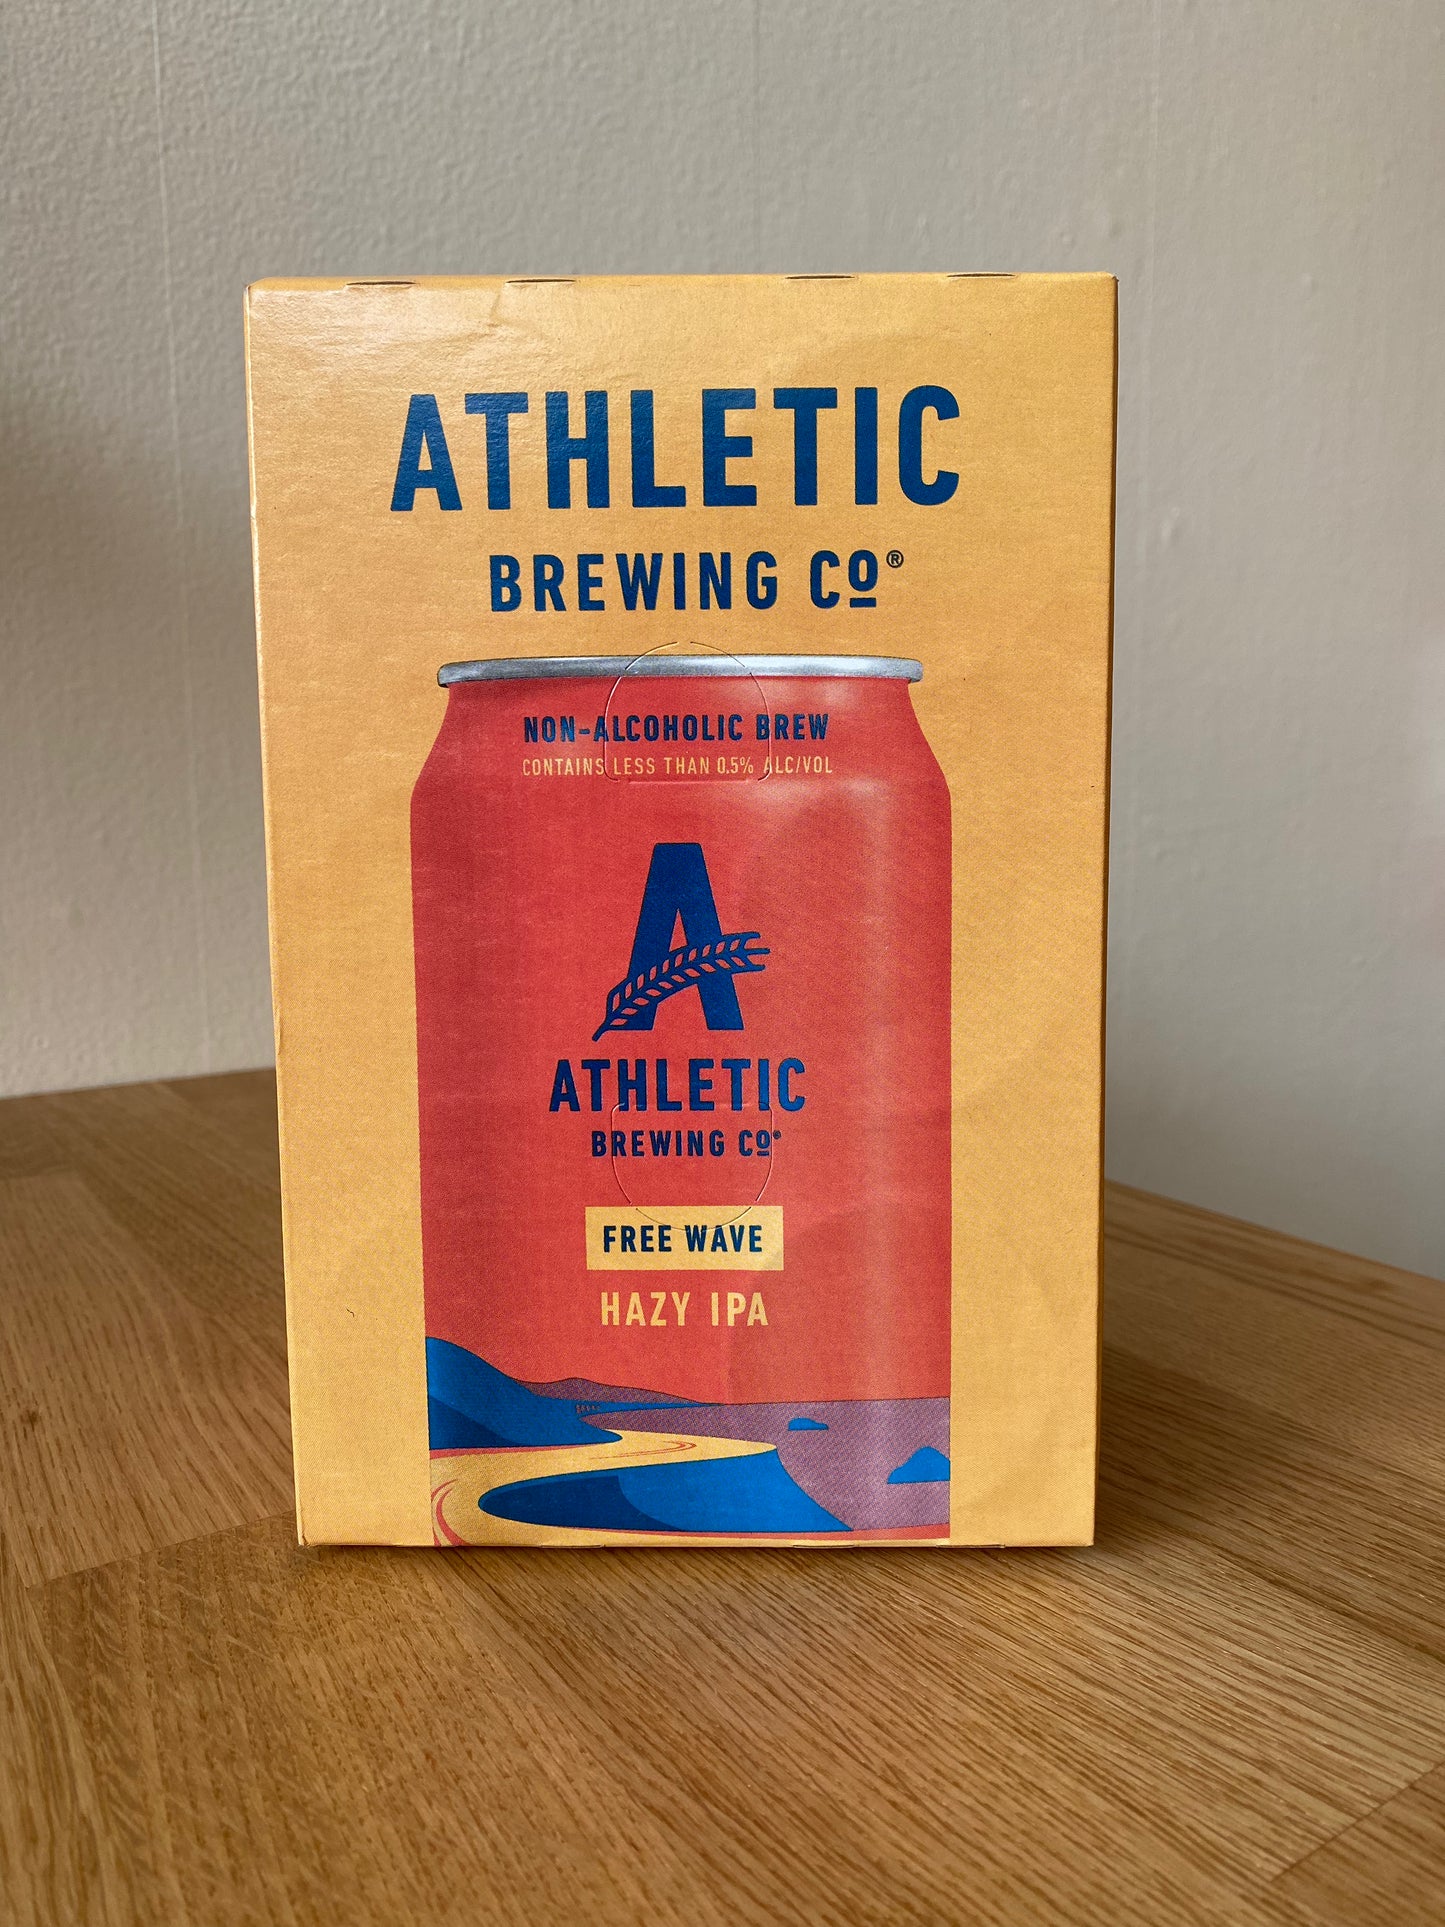 ATHLETIC
BREWING Cº®
NON-ALCOHOLIC BREW
CONTAINS LESS THAN 0.5% ALC/VOL
A
ATHLETIC
BREWING Cº®
FREE WAVE
HAZY IPA